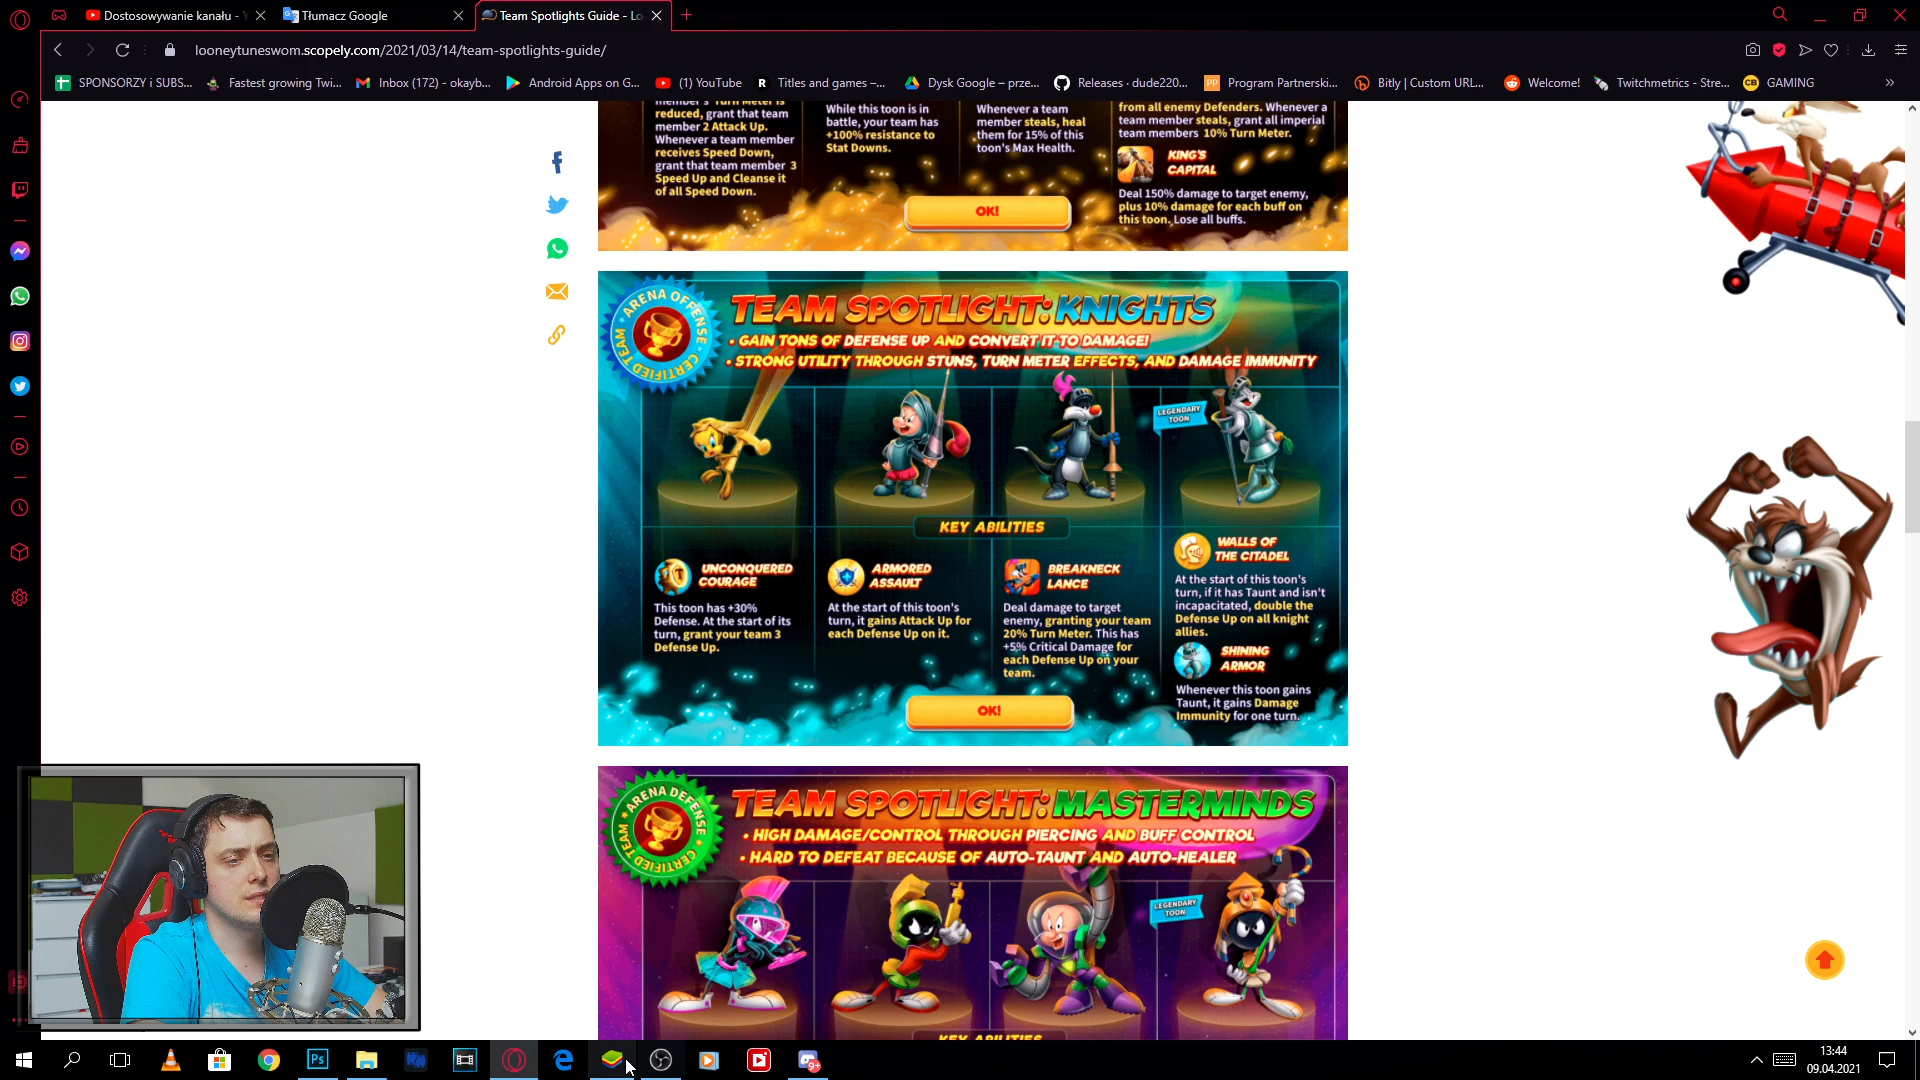 Dostosowywanie kanału -
Tłumacz Google
Team Spotlights Guide - Lo
looneytuneswom.scopely.com/2021/03/14/team-spotlights-guide/
SPONSORZY i SUBS...
Fastest growing Twi...
Inbox (172) - okayb...
Android Apps on G...
(1) YouTube
R
Titles and games –...
Dysk Google – prze...
Releases · dude220...
PP
Program Partnerski...
Bitly | Custom URL...
Welcome!
Twitchmetrics - Stre...
CB
GAMING
member's Turn Meter is
reduced, grant that team
member 2 Attack Up.
Whenever a team member
receives Speed Down,
grant that team member 3
Speed Up and Cleanse it
of all Speed Down.
While this toon is in
battle, your team has
+100% resistance to
Stat Downs.
Whenever a team
member steals, heal
them for 15% of this
toon's Max Health.
from all enemy Defenders. Whenever a
team member steals, grant all imperial
team members 10% Turn Meter.
KING'S
CAPITAL
Deal 150% damage to target enemy,
plus 10% damage for each buff on
this toon. Lose all buffs.
OK!
ARENA OFFENSE
CERTIFIED TEAM
TEAM SPOTLIGHT: KNIGHTS
• GAIN TONS OF DEFENSE UP AND CONVERT IT TO DAMAGE!
• STRONG UTILITY THROUGH STUNS, TURN METER EFFECTS, AND DAMAGE IMMUNITY
LEGENDARY
TOON
KEY ABILITIES
UNCONQUERED
COURAGE
This toon has +30%
Defense. At the start of its
turn, grant your team 3
Defense Up.
ARMORED
ASSAULT
At the start of this toon's
turn, it gains Attack Up for
each Defense Up on it.
BREAKNECK
LANCE
Deal damage to target
enemy, granting your team
20% Turn Meter. This has
+5% Critical Damage for
each Defense Up on your
team.
WALLS OF
THE CITADEL
At the start of this toon's
turn, if it has Taunt and isn't
incapacitated, double the
Defense Up on all knight
allies.
SHINING
ARMOR
Whenever this toon gains
Taunt, it gains Damage
Immunity for one turn.
OK!
ARENA DEFENSE
CERTIFIED TEAM
TEAM SPOTLIGHT: MASTERMINDS
• HIGH DAMAGE/CONTROL THROUGH PIERCING AND BUFF CONTROL
• HARD TO DEFEAT BECAUSE OF AUTO-TAUNT AND AUTO-HEALER
LEGENDARY
TOON
KEY ABILITIES
Ps
9+
13:44
09.04.2021